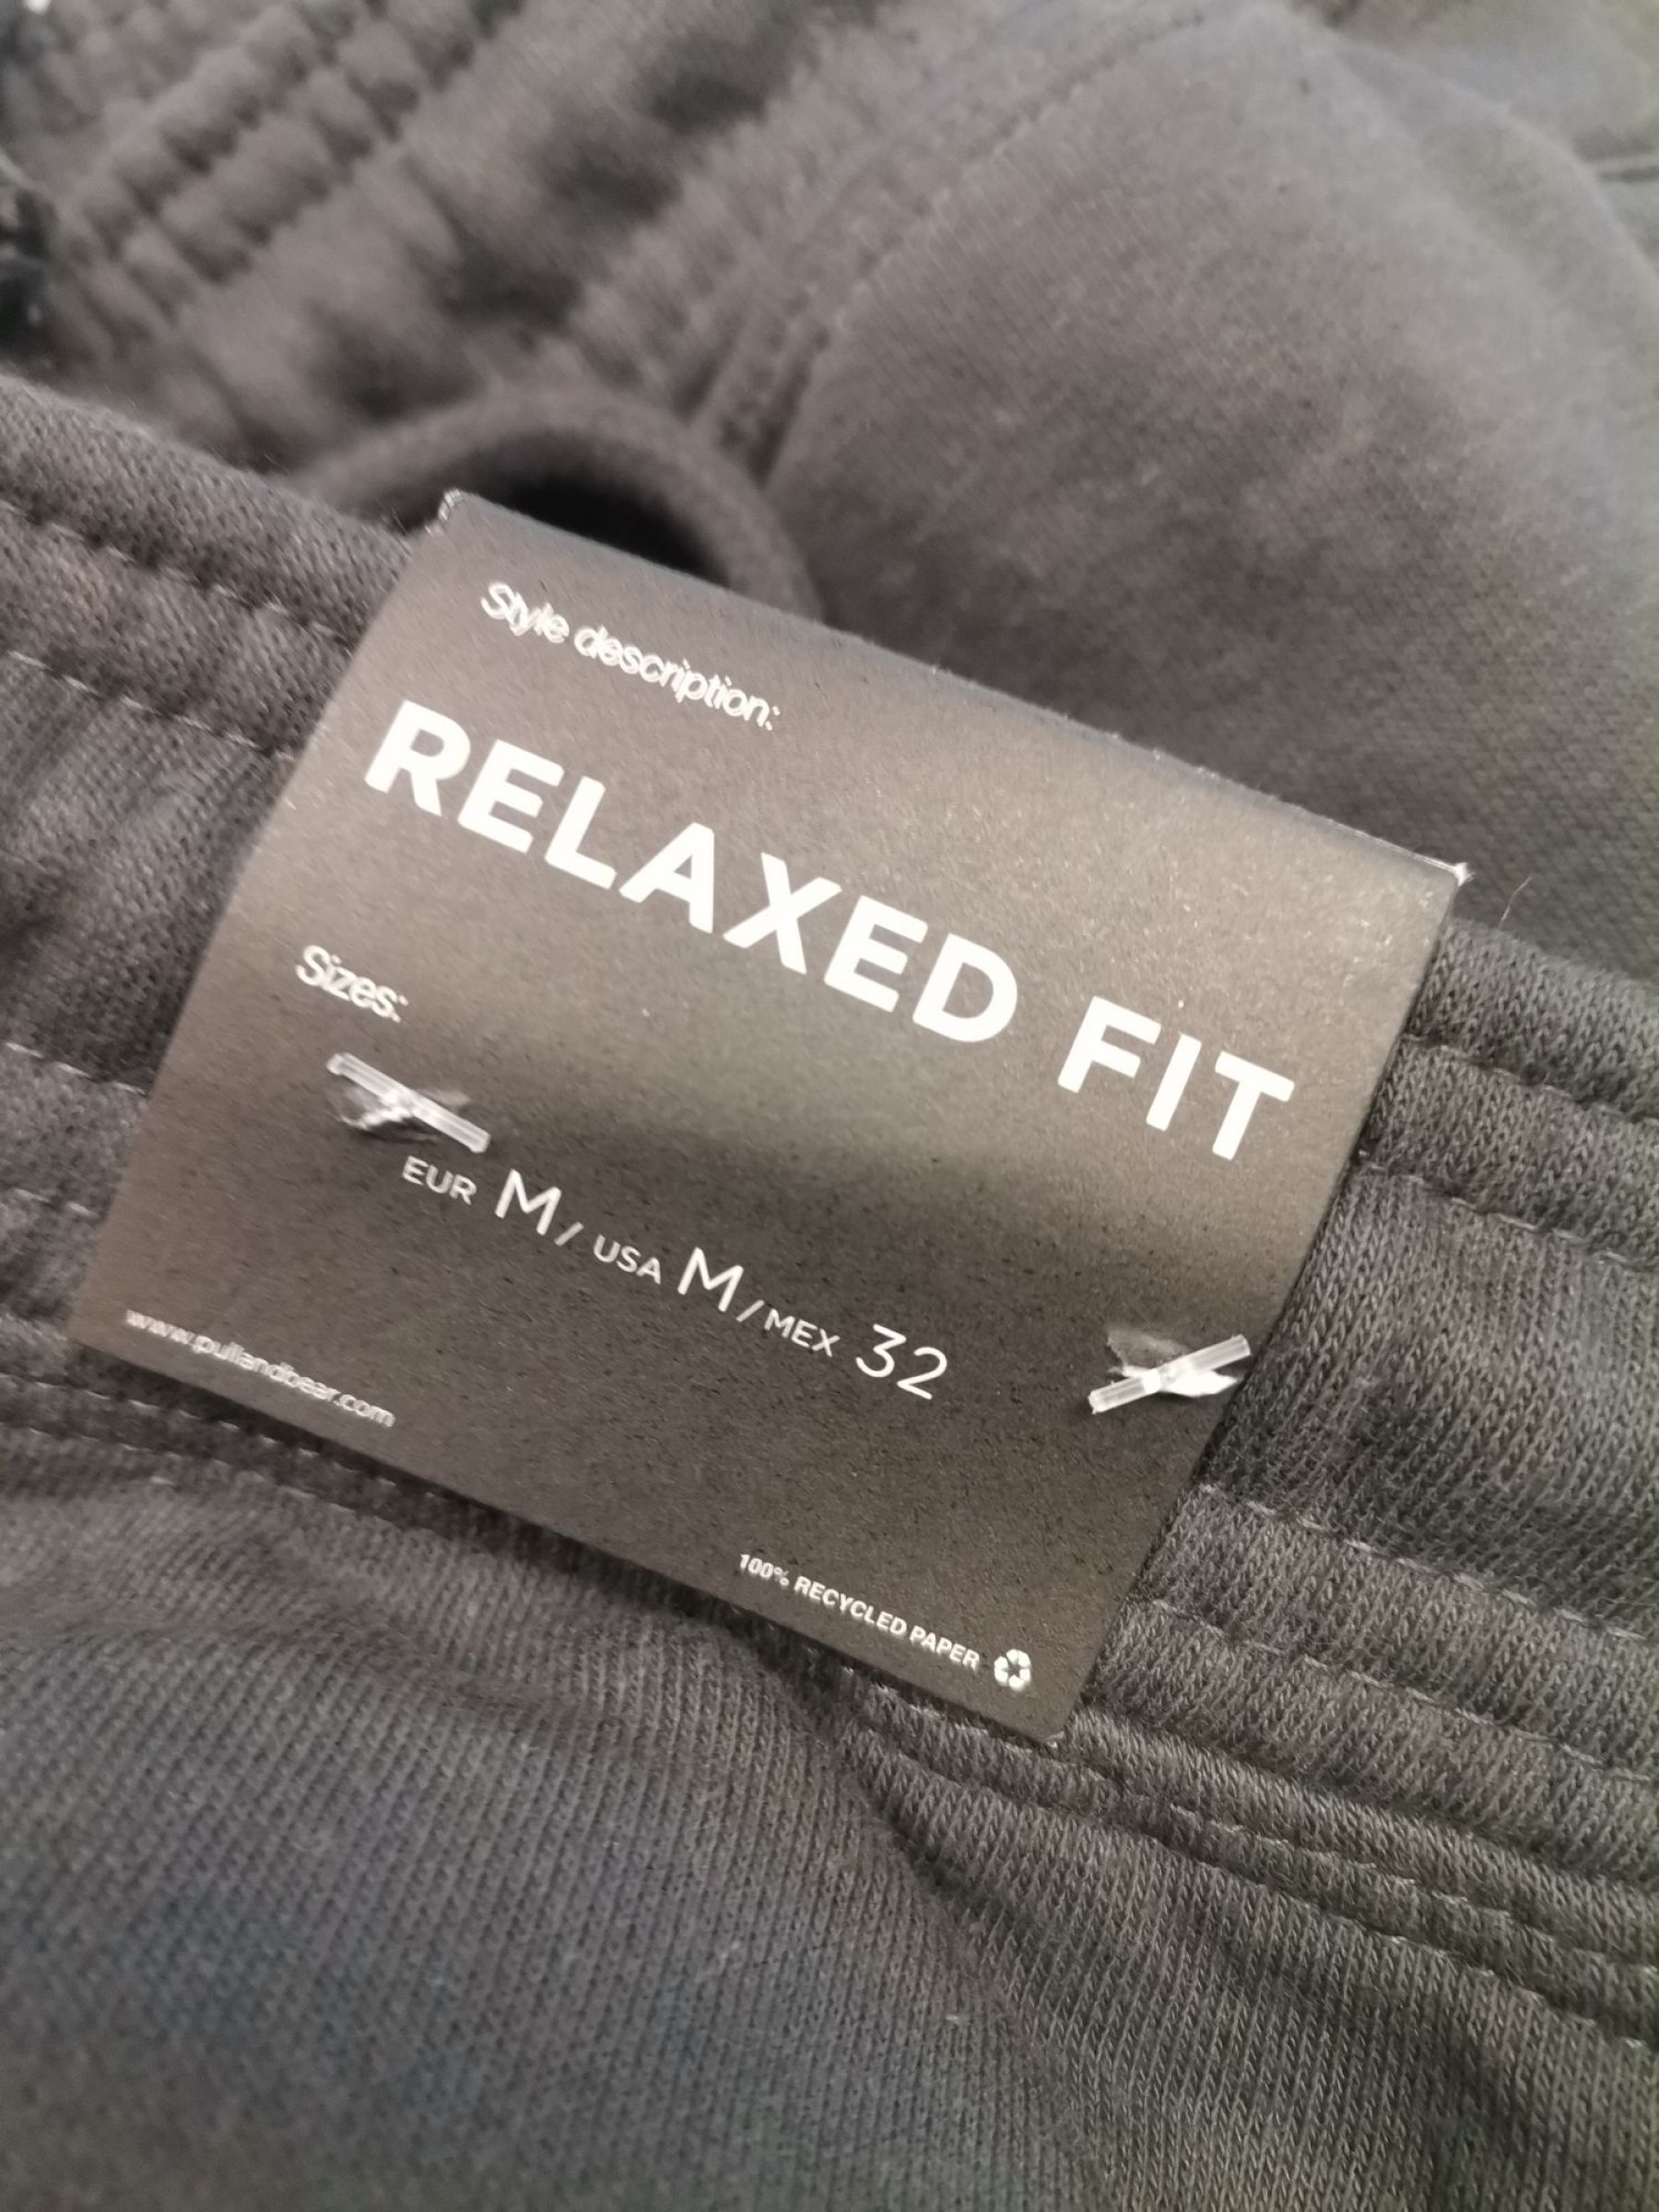 Style description:
RELAXED FIT
Sizes:
EUR M/ USA M/MEX 32
www.pullandbear.com
100% RECYCLED PAPER